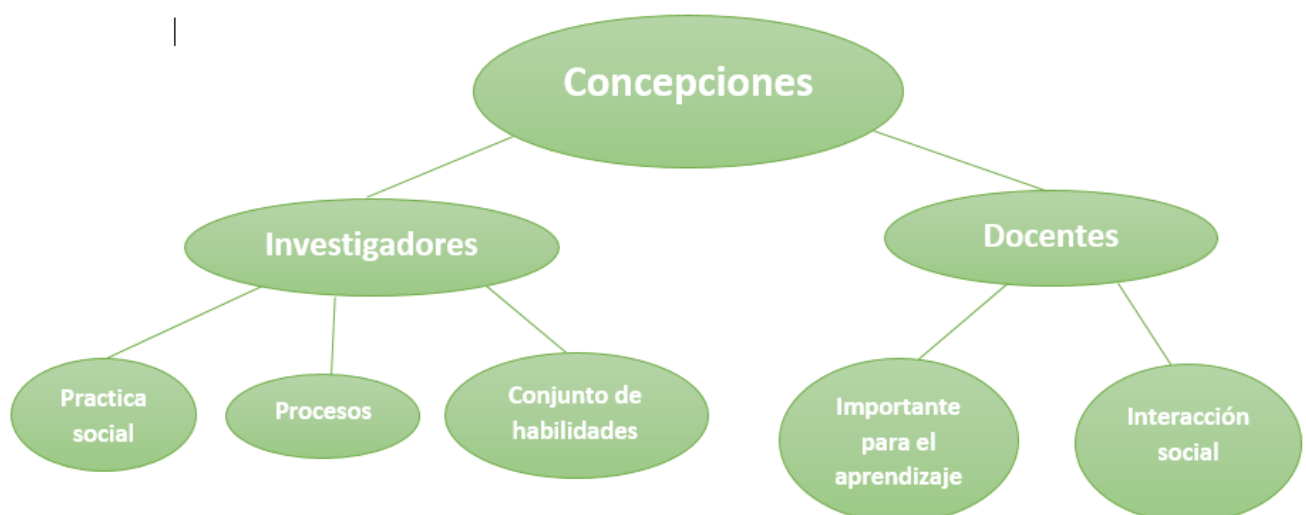 Concepciones
Investigadores
Docentes
Practica
social
Procesos
Conjunto de
habilidades
Importante
para el
aprendizaje
Interacción
social